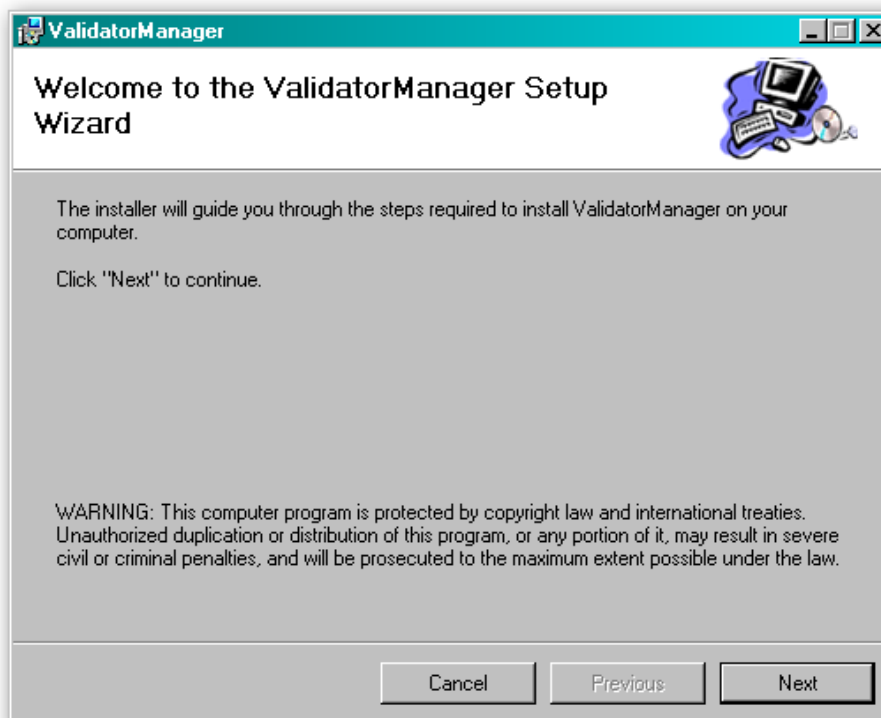 ValidatorManager
Welcome to the ValidatorManager Setup
Wizard
The installer will guide you through the steps required to install ValidatorManager on your
computer.
Click "Next" to continue.
WARNING: This computer program is protected by copyright law and international treaties.
Unauthorized duplication or distribution of this program, or any portion of it, may result in severe
civil or criminal penalties, and will be prosecuted to the maximum extent possible under the law.
Cancel
Previous
Next